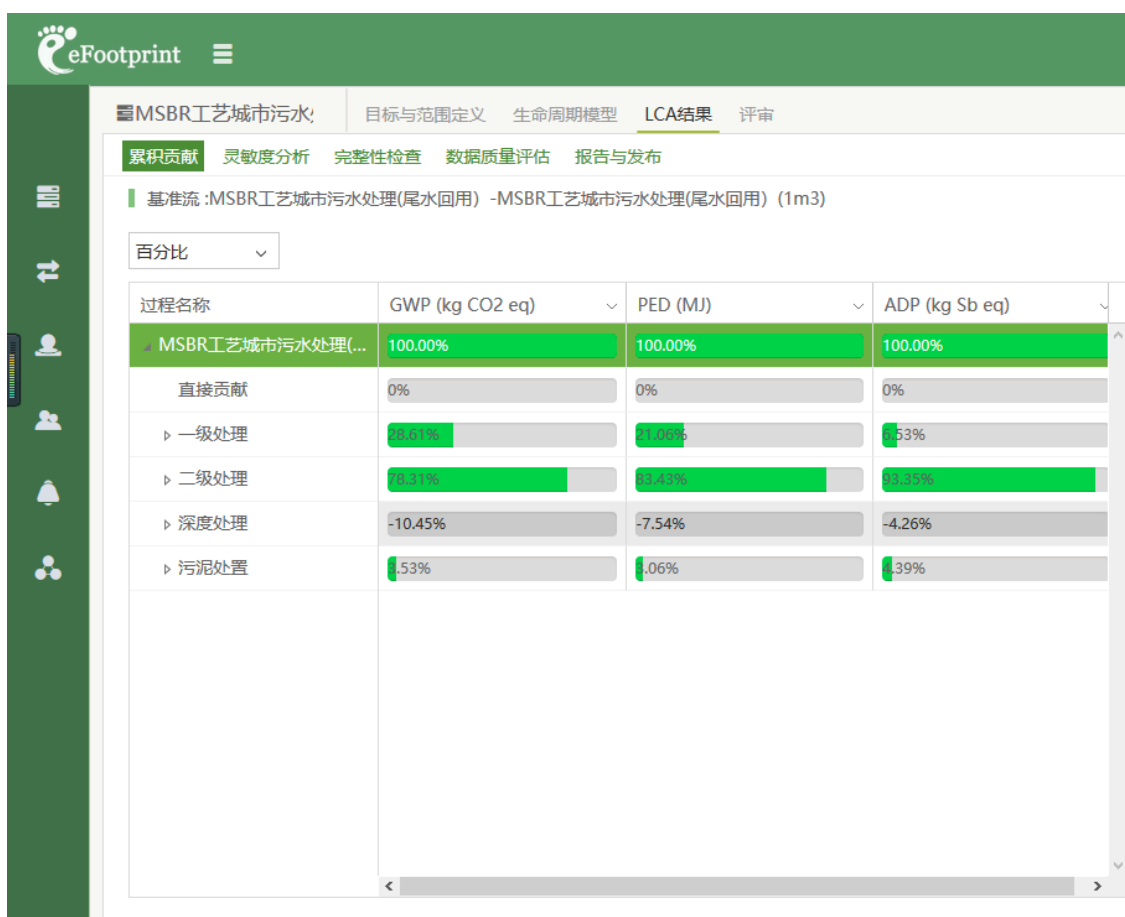 eFootprint
MSBR工艺城市污水处 目标与范围定义 生命周期模型 LCA结果 评审
累积贡献 灵敏度分析 完整性检查 数据质量评估 报告与发布
基准流 :MSBR工艺城市污水处理(尾水回用) -MSBR工艺城市污水处理(尾水回用) (1m3)
百分比
过程名称 GWP (kg CO2 eq) PED (MJ) ADP (kg Sb eq)
MSBR工艺城市污水处理(... 100.00% 100.00% 100.00%
直接贡献 0% 0% 0%
一级处理 28.61% 21.06% 6.53%
二级处理 78.31% 83.43% 93.35%
深度处理 -10.45% -7.54% -4.26%
污泥处置 3.53% 3.06% 4.39%